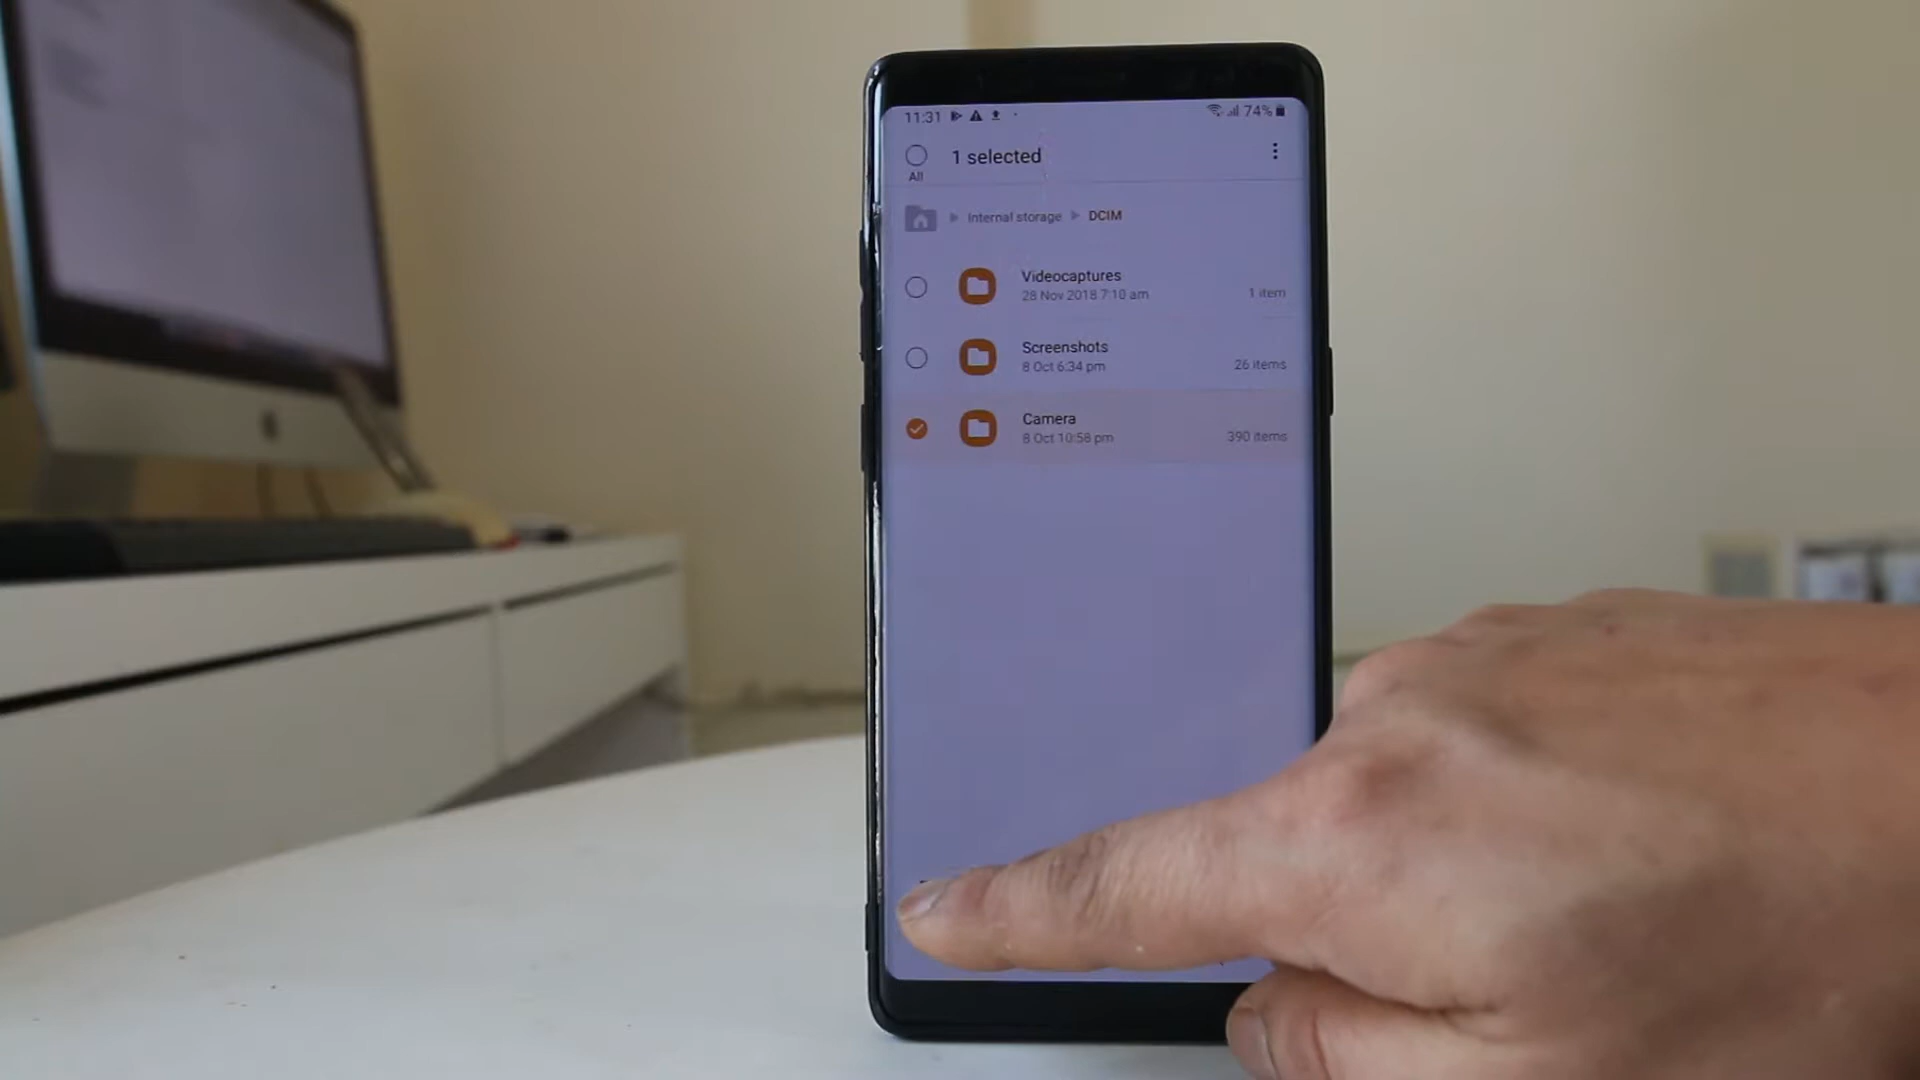 11:31 74%
1 selected
All
Internal storage DCIM
Videocaptures
28 Nov 2018 7:10 am 1 item
Screenshots
8 Oct 6:34 pm 26 items
Camera
8 Oct 10:58 pm 390 items